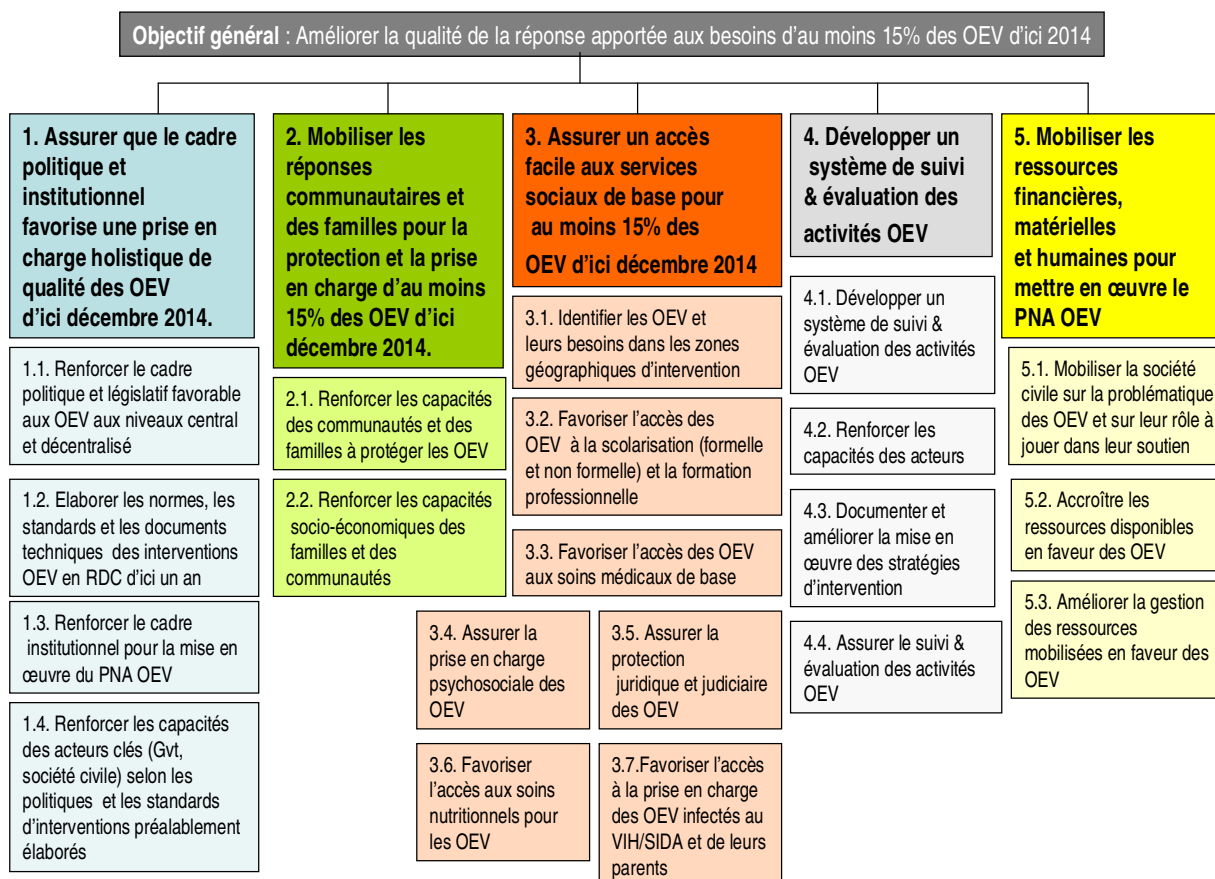 Objectif général : Améliorer la qualité de la réponse apportée aux besoins d'au moins 15% des OEV d'ici 2014
1. Assurer que le cadre
politique et
institutionnel
favorise une prise en
charge holistique de
qualité des OEV
d'ici décembre 2014.
1.1. Renforcer le cadre
politique et législatif favorable
aux OEV aux niveaux central
et décentralisé
1.2. Elaborer les normes, les
standards et les documents
techniques des interventions
OEV en RDC d'ici un an
1.3. Renforcer le cadre
institutionnel pour la mise en
œuvre du PNA OEV
1.4. Renforcer les capacités
des acteurs clés (Gvt,
société civile) selon les
politiques et les standards
d'interventions préalablement
élaborés
2. Mobiliser les
réponses
communautaires et
des familles pour la
protection et la prise
en charge d'au moins
15% des OEV d'ici
décembre 2014.
2.1. Renforcer les capacités
des communautés et des
familles à protéger les OEV
2.2. Renforcer les capacités
socio-économiques des
familles et des
communautés
3. Assurer un accès
facile aux services
sociaux de base pour
au moins 15% des
OEV d'ici décembre 2014
3.1. Identifier les OEV et
leurs besoins dans les zones
géographiques d'intervention
3.2. Favoriser l'accès des
OEV à la scolarisation (formelle
et non formelle) et la formation
professionnelle
3.3. Favoriser l'accès des OEV
aux soins médicaux de base
3.4. Assurer la
prise en charge
psychosociale des
OEV
3.5. Assurer la
protection
juridique et judiciaire
des OEV
3.6. Favoriser
l'accès aux soins
nutritionnels pour
les OEV
3.7.Favoriser l'accès
à la prise en charge
des OEV infectés au
VIH/SIDA et de leurs
parents
4. Développer un
système de suivi
& évaluation des
activités OEV
4.1. Développer un
système de suivi &
évaluation des activités
OEV
4.2. Renforcer les
capacités des acteurs
4.3. Documenter et
améliorer la mise en
œuvre des stratégies
d'intervention
4.4. Assurer le suivi &
évaluation des activités
OEV
5. Mobiliser les
ressources
financières,
matérielles
et humaines pour
mettre en œuvre le
PNA OEV
5.1. Mobiliser la société
civile sur la problématique
des OEV et sur leur rôle à
jouer dans leur soutien
5.2. Accroître les
ressources disponibles
en faveur des OEV
5.3. Améliorer la gestion
des ressources
mobilisées en faveur des
OEV